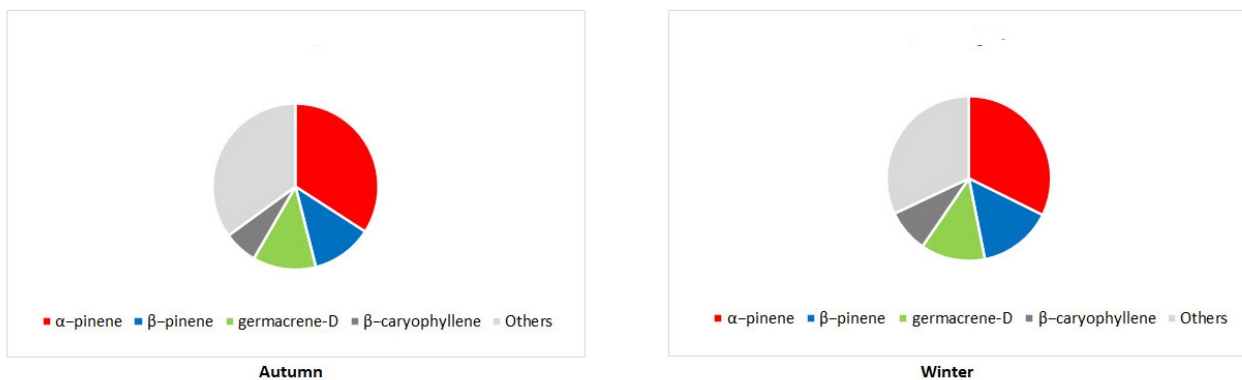 α–pinene β–pinene germacrene-D β–caryophyllene Others
Autumn
α–pinene β–pinene germacrene-D β–caryophyllene Others
Winter